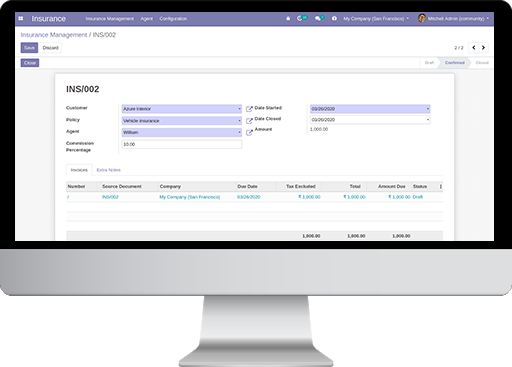 Insurance Insurance Management Agent Configuration My Company (San Francisco) Mitchell Admin (community)
Insurance Management / INS/002
Save Discard 2 / 2
Close Draft Confirmed Closed
INS/002
Customer Azure Interior Date Started 03/26/2020
Policy Vehicle Insurance Date Closed 03/26/2020
Agent William Amount 1,000.00
Commission Percentage 10.00
Invoices Extra Notes
Number Source Document Company Due Date Tax Excluded Total Amount Due Status
/ INS/002 My Company (San Francisco) 03/26/2020 ₹ 1,000.00 ₹ 1,000.00 ₹ 1,000.00 Draft
1,000.00 1,000.00 1,000.00